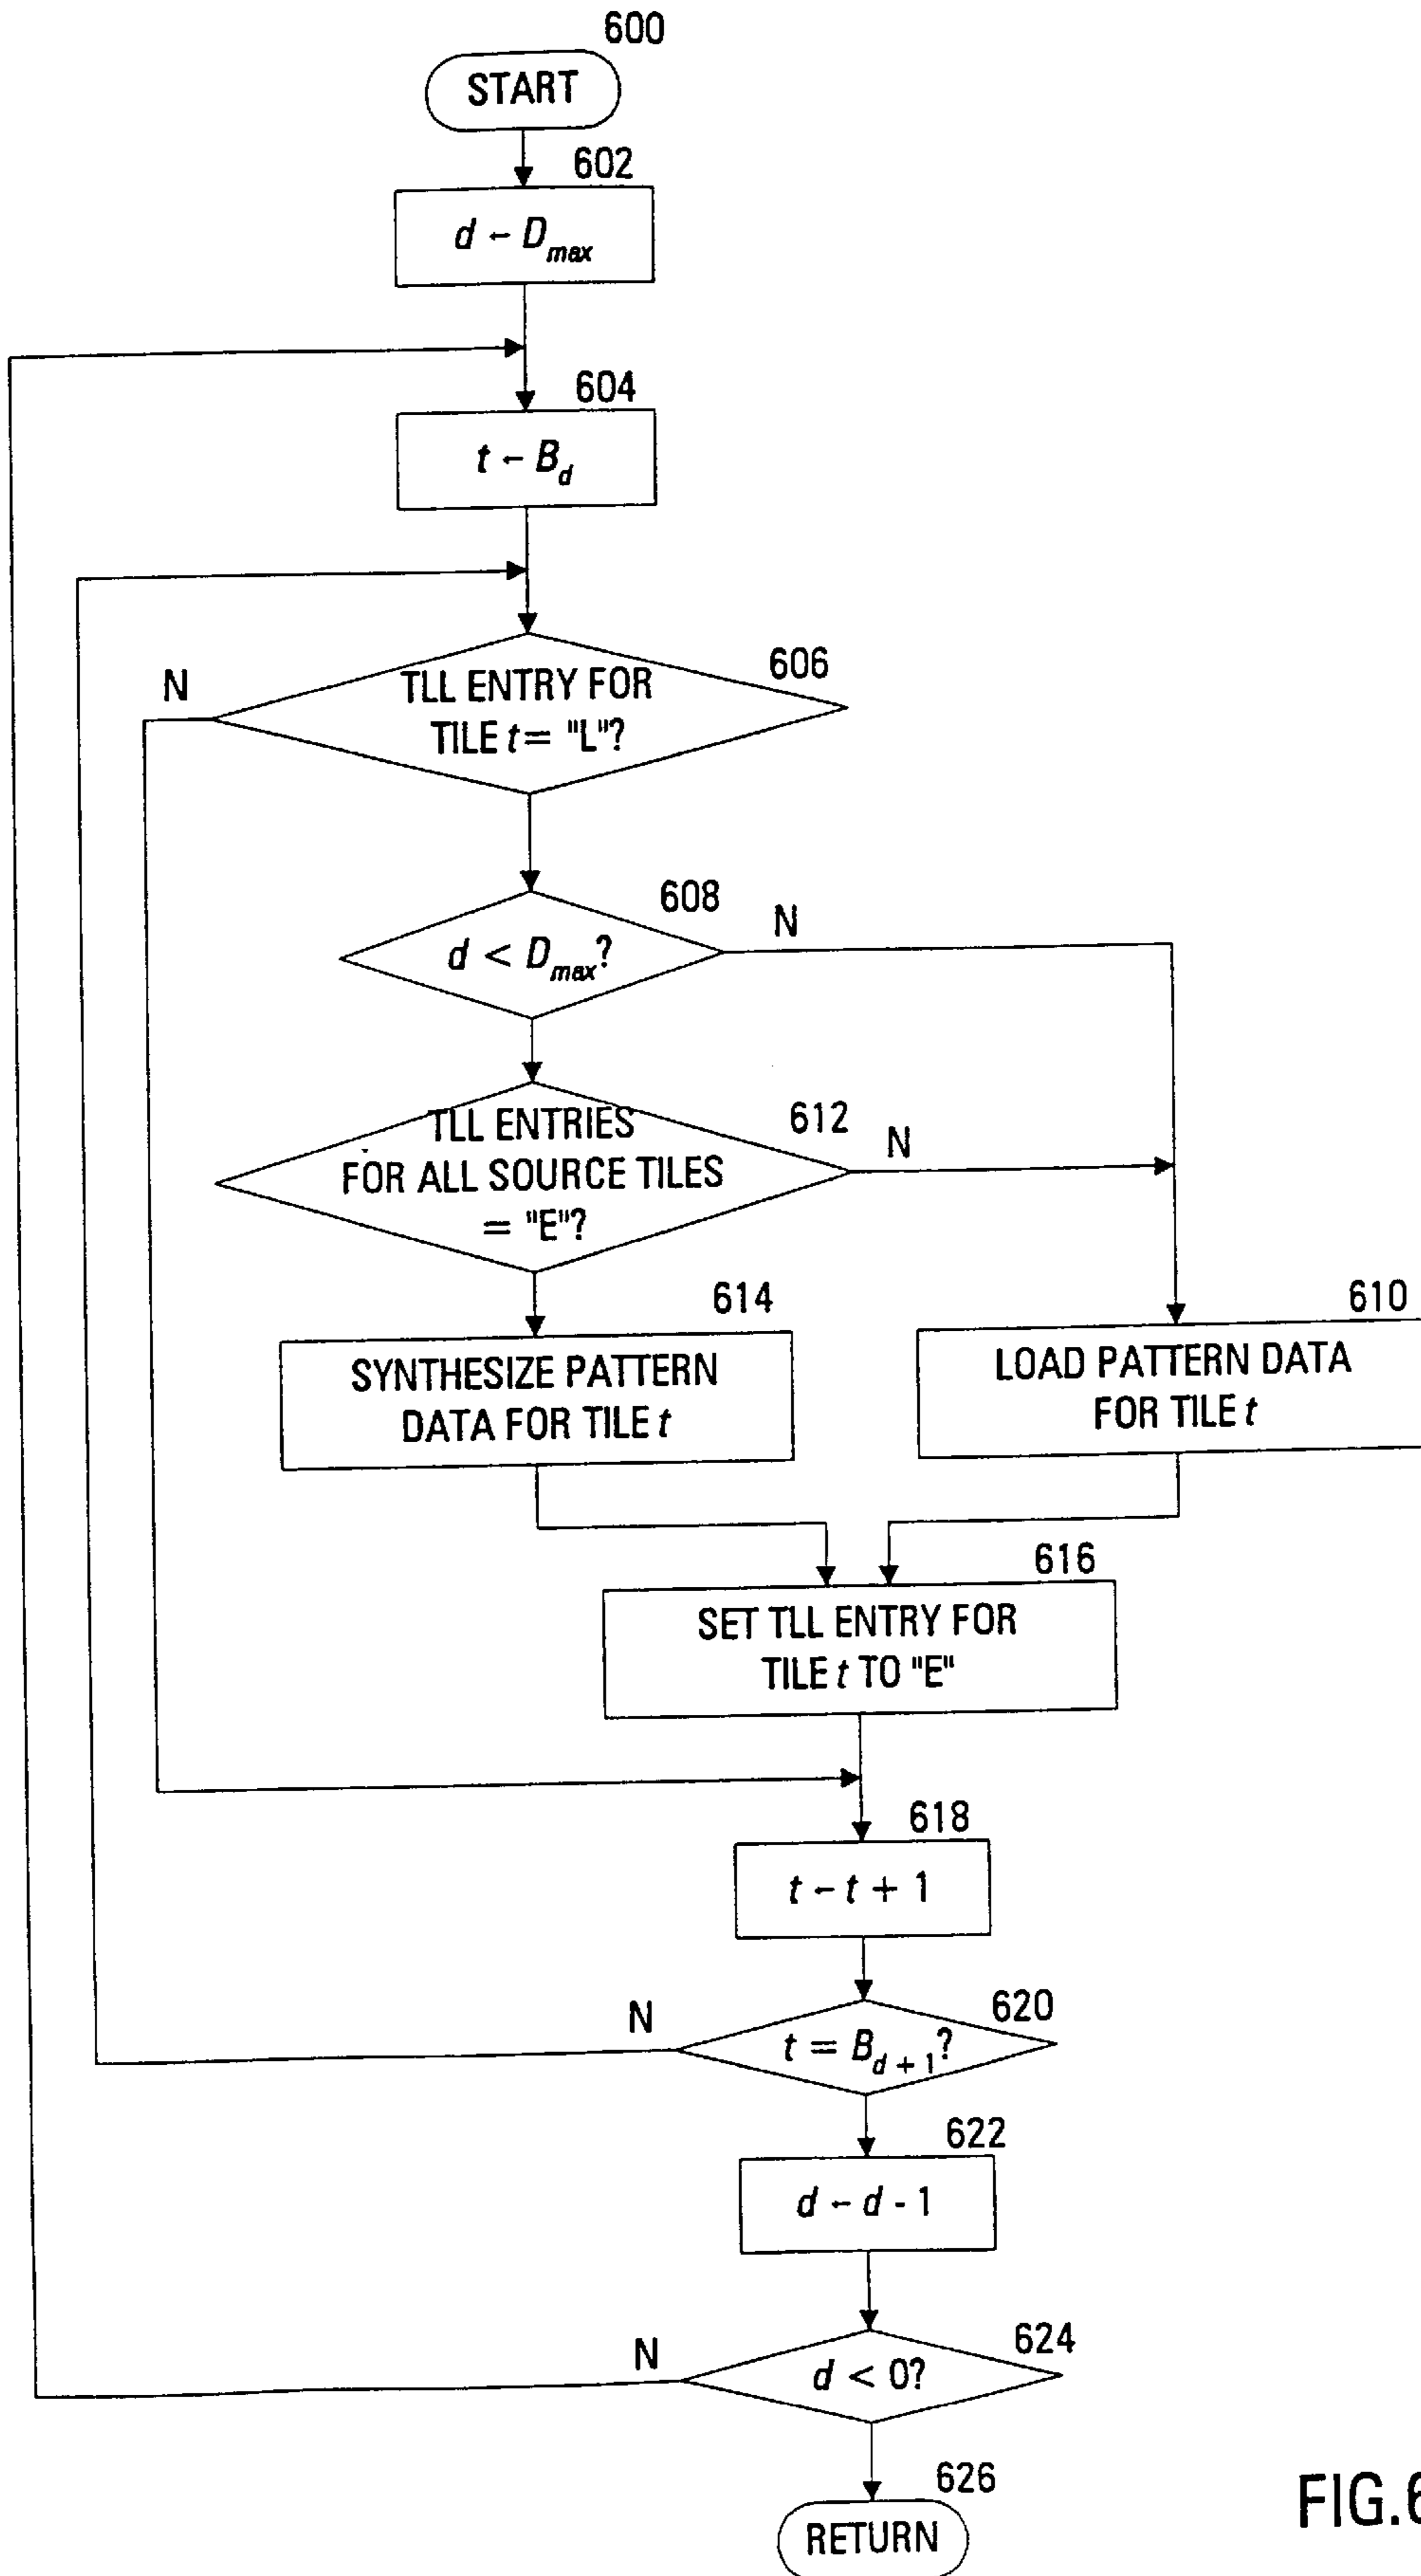 600
START
602
d ← D_max
604
t ← B_d
606
N
TLL ENTRY FOR
TILE t = "L"?
608
N
d < D_max?
612
N
TLL ENTRIES
FOR ALL SOURCE TILES
= "E"?
614
610
SYNTHESIZE PATTERN
DATA FOR TILE t
LOAD PATTERN DATA
FOR TILE t
616
SET TLL ENTRY FOR
TILE t TO "E"
618
t ← t + 1
620
N
t = B_d + 1?
622
d ← d - 1
624
N
d < 0?
626
RETURN
FIG.6